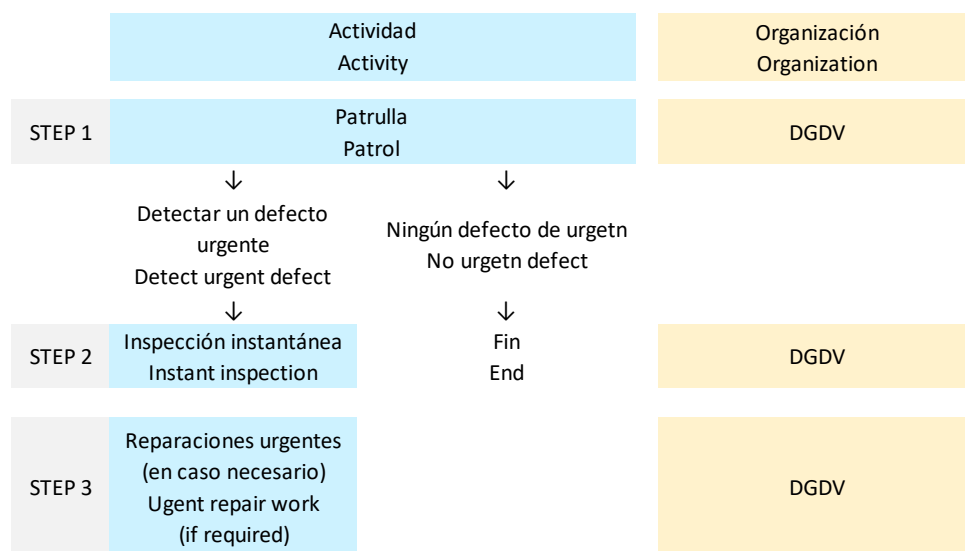 Actividad
Activity
Organización
Organization
STEP 1
Patrulla
Patrol
DGDV
↓
↓
Detectar un defecto
urgente
Detect urgent defect
Ningún defecto de urgetn
No urgetn defect
↓
↓
STEP 2
Inspección instantánea
Instant inspection
Fin
End
DGDV
STEP 3
Reparaciones urgentes
(en caso necesario)
Ugent repair work
(if required)
DGDV